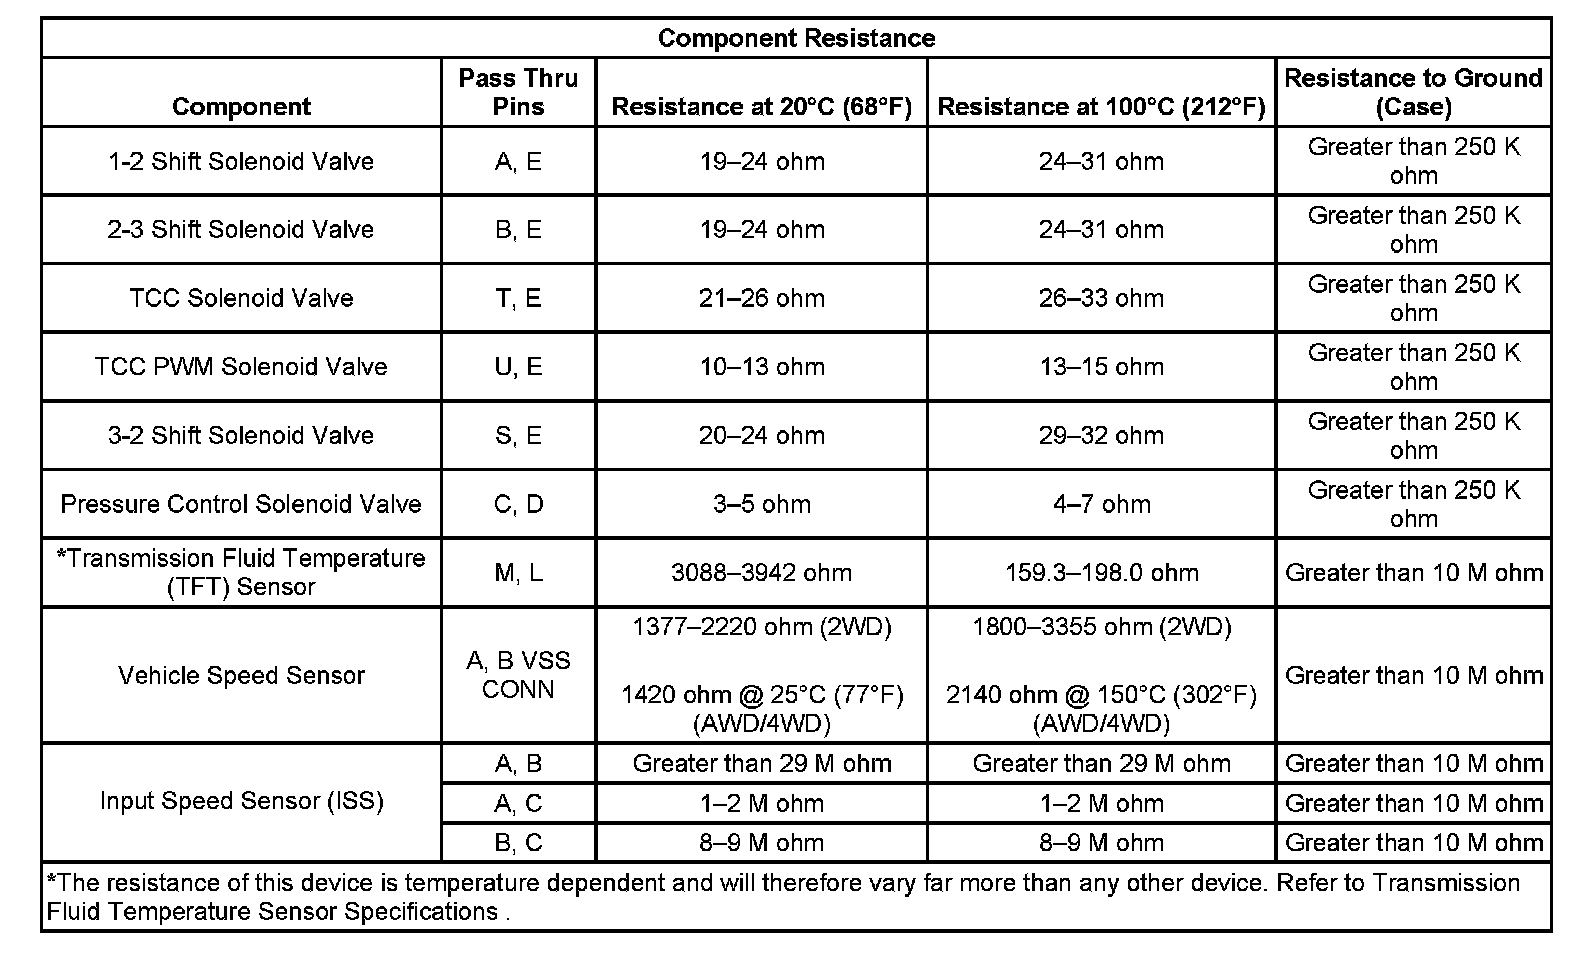 Component Resistance
Component
Pass Thru
Pins
Resistance at 20°C (68°F)
Resistance at 100°C (212°F)
Resistance to Ground
(Case)
1-2 Shift Solenoid Valve
A, E
19–24 ohm
24–31 ohm
Greater than 250 K
ohm
2-3 Shift Solenoid Valve
B, E
19–24 ohm
24–31 ohm
Greater than 250 K
ohm
TCC Solenoid Valve
T, E
21–26 ohm
26–33 ohm
Greater than 250 K
ohm
TCC PWM Solenoid Valve
U, E
10–13 ohm
13–15 ohm
Greater than 250 K
ohm
3-2 Shift Solenoid Valve
S, E
20–24 ohm
29–32 ohm
Greater than 250 K
ohm
Pressure Control Solenoid Valve
C, D
3–5 ohm
4–7 ohm
Greater than 250 K
ohm
*Transmission Fluid Temperature
(TFT) Sensor
M, L
3088–3942 ohm
159.3–198.0 ohm
Greater than 10 M ohm
Vehicle Speed Sensor
A, B VSS
CONN
1377–2220 ohm (2WD)
1420 ohm @ 25°C (77°F)
(AWD/4WD)
1800–3355 ohm (2WD)
2140 ohm @ 150°C (302°F)
(AWD/4WD)
Greater than 10 M ohm
Input Speed Sensor (ISS)
A, B
Greater than 29 M ohm
Greater than 29 M ohm
Greater than 10 M ohm
A, C
1–2 M ohm
1–2 M ohm
Greater than 10 M ohm
B, C
8–9 M ohm
8–9 M ohm
Greater than 10 M ohm
*The resistance of this device is temperature dependent and will therefore vary far more than any other device. Refer to Transmission
Fluid Temperature Sensor Specifications .